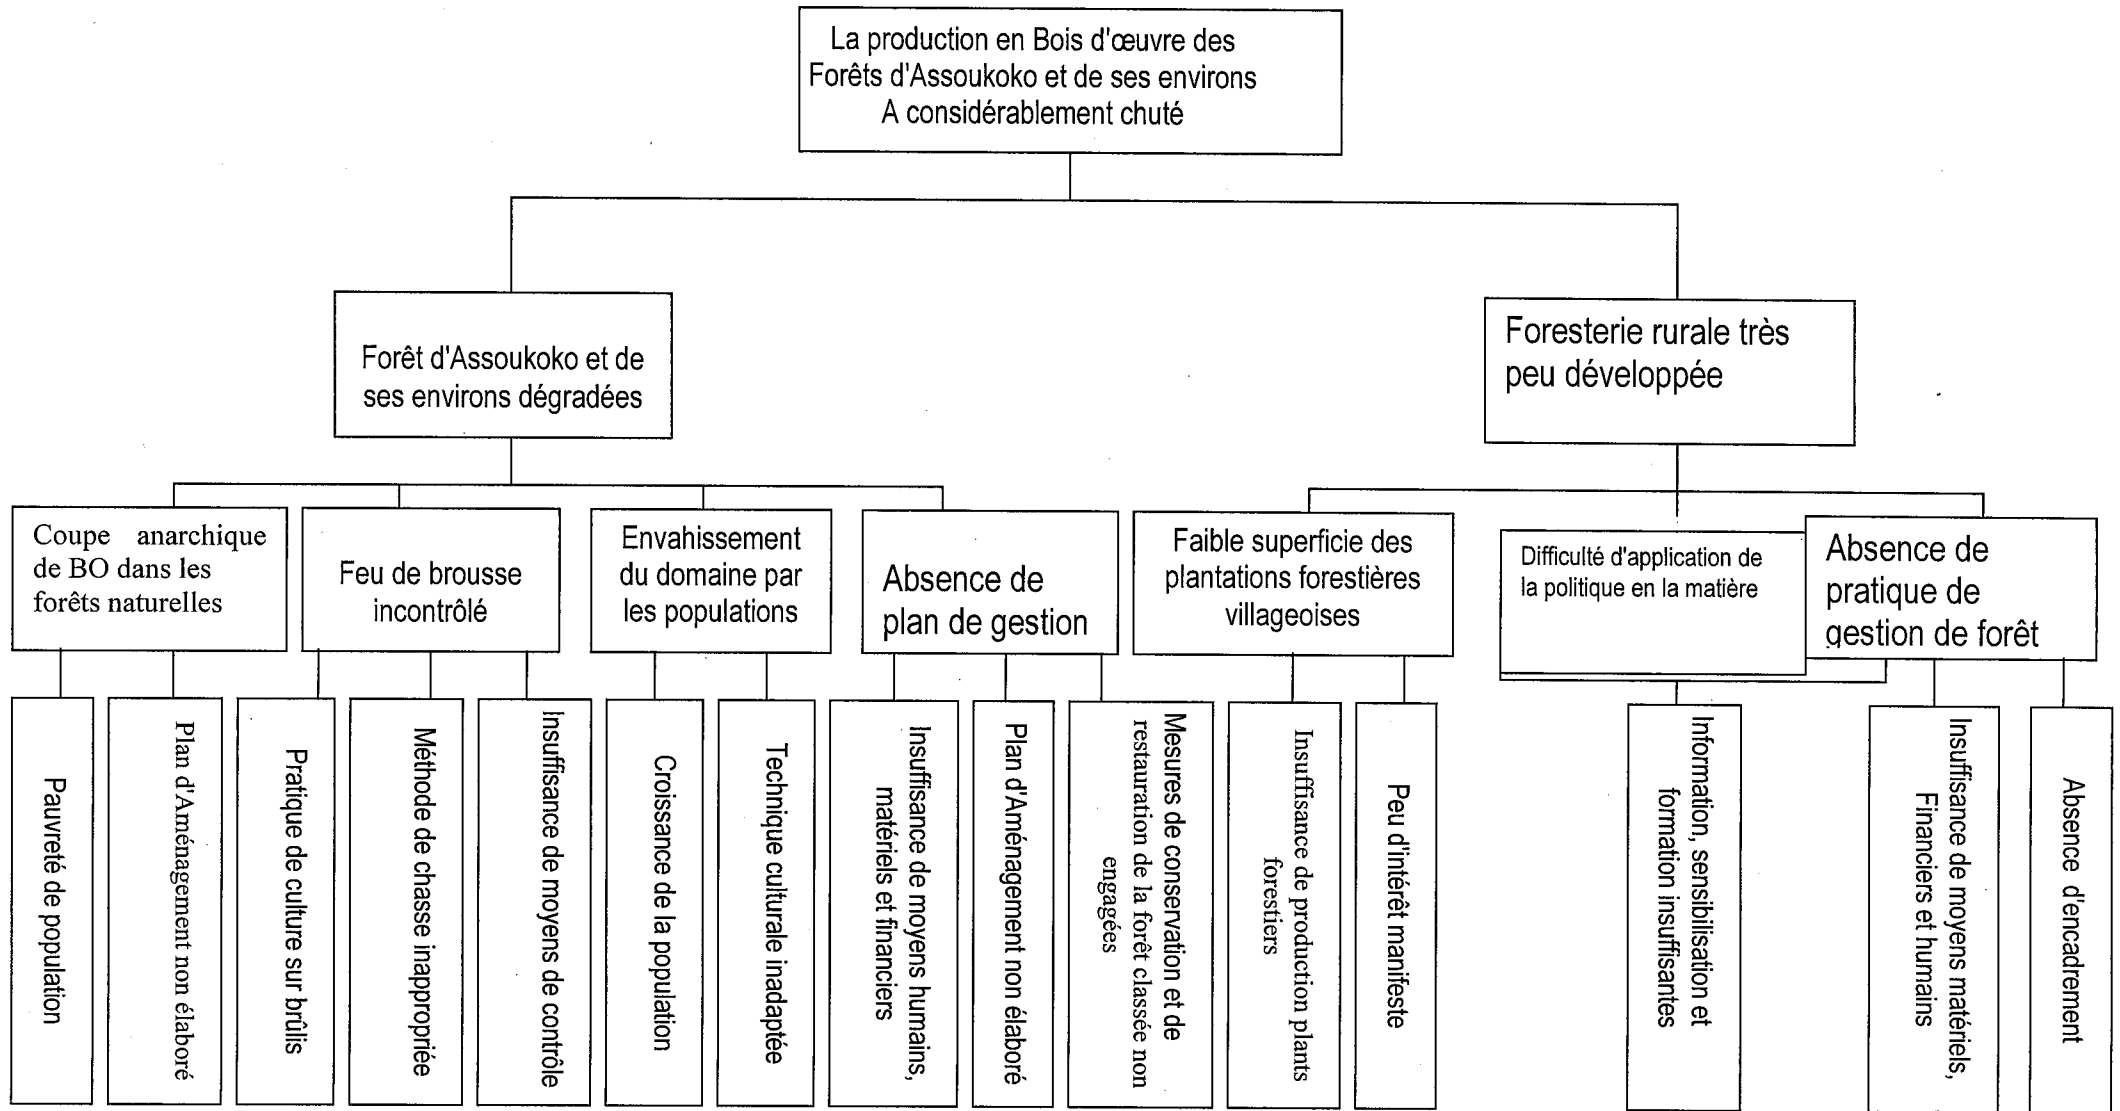 La production en Bois d'œuvre des
Forêts d'Assoukoko et de ses environs
A considérablement chuté
Forêt d'Assoukoko et de
ses environs dégradées
Foresterie rurale très
peu développée
Coupe anarchique
de BO dans les
forêts naturelles
Feu de brousse
incontrôlé
Envahissement
du domaine par
les populations
Absence de
plan de gestion
Faible superficie des
plantations forestières
villageoises
Difficulté d'application de
la politique en la matière
Absence de
pratique de
gestion de forêt
Pauvreté de population
Plan d'Aménagement non élaboré
Pratique de culture sur brûlis
Méthode de chasse inappropriée
Insuffisance de moyens de contrôle
Croissance de la population
Technique culturale inadaptée
Insuffisance de moyens humains,
matériels et financiers
Plan d'Aménagement non élaboré
Mesures de conservation et de
restauration de la forêt classée non
engagées
Insuffisance de production plants
forestiers
Peu d'intérêt manifeste
Information, sensibilisation et
formation insuffisantes
Insuffisance de moyens matériels,
Financiers et humains
Absence d'encadrement